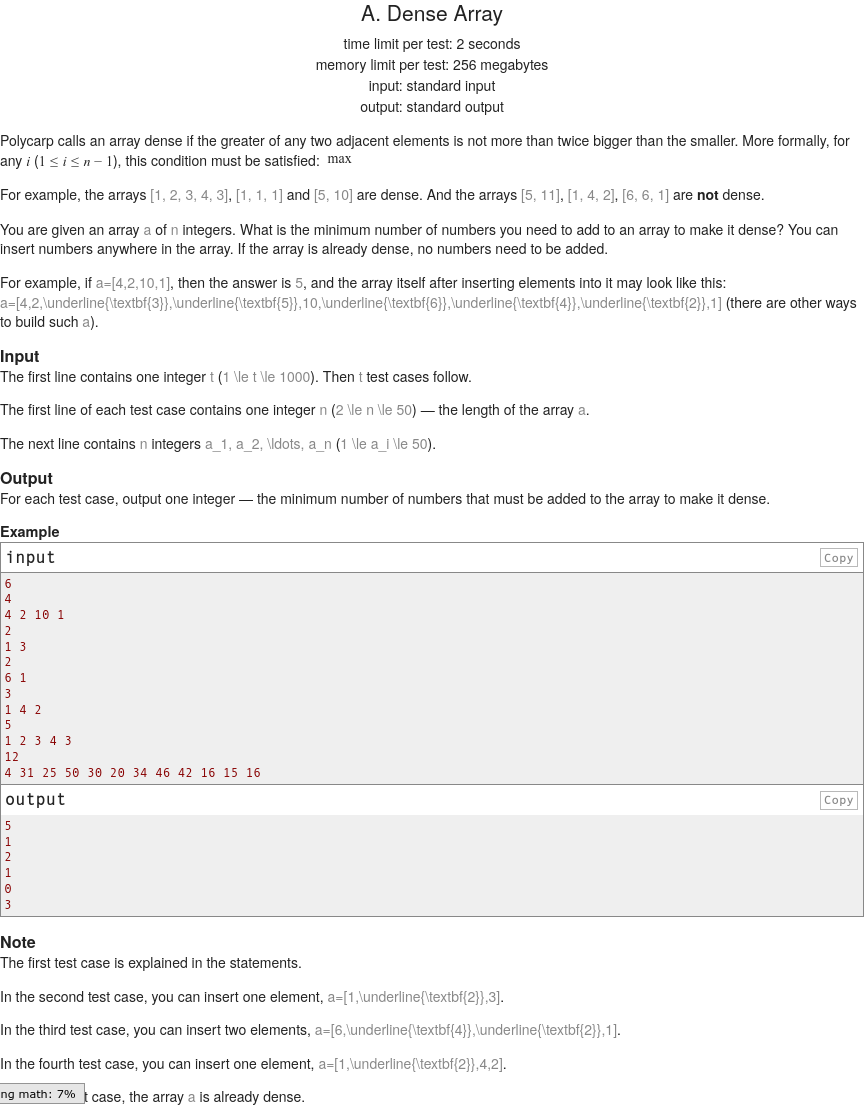 A. Dense Array
time limit per test: 2 seconds
memory limit per test: 256 megabytes
input: standard input
output: standard output
Polycarp calls an array dense if the greater of any two adjacent elements is not more than twice bigger than the smaller. More formally, for
any i (1 ≤ i ≤ n − 1), this condition must be satisfied: max
For example, the arrays [1, 2, 3, 4, 3], [1, 1, 1] and [5, 10] are dense. And the arrays [5, 11], [1, 4, 2], [6, 6, 1] are not dense.
You are given an array a of n integers. What is the minimum number of numbers you need to add to an array to make it dense? You can
insert numbers anywhere in the array. If the array is already dense, no numbers need to be added.
For example, if a=[4,2,10,1], then the answer is 5, and the array itself after inserting elements into it may look like this:
a=[4,2,\underline{\textbf{3}},\underline{\textbf{5}},10,\underline{\textbf{6}},\underline{\textbf{4}},\underline{\textbf{2}},1] (there are other ways
to build such a).
Input
The first line contains one integer t (1 \le t \le 1000). Then t test cases follow.
The first line of each test case contains one integer n (2 \le n \le 50) — the length of the array a.
The next line contains n integers a_1, a_2, \ldots, a_n (1 \le a_i \le 50).
Output
For each test case, output one integer — the minimum number of numbers that must be added to the array to make it dense.
Example
input Copy
6
4
4 2 10 1
2
1 3
2
6 1
3
1 4 2
5
1 2 3 4 3
12
4 31 25 50 30 20 34 46 42 16 15 16
output Copy
5
1
2
1
0
3
Note
The first test case is explained in the statements.
In the second test case, you can insert one element, a=[1,\underline{\textbf{2}},3].
In the third test case, you can insert two elements, a=[6,\underline{\textbf{4}},\underline{\textbf{2}},1].
In the fourth test case, you can insert one element, a=[1,\underline{\textbf{2}},4,2].
ng math: 7% t case, the array a is already dense.